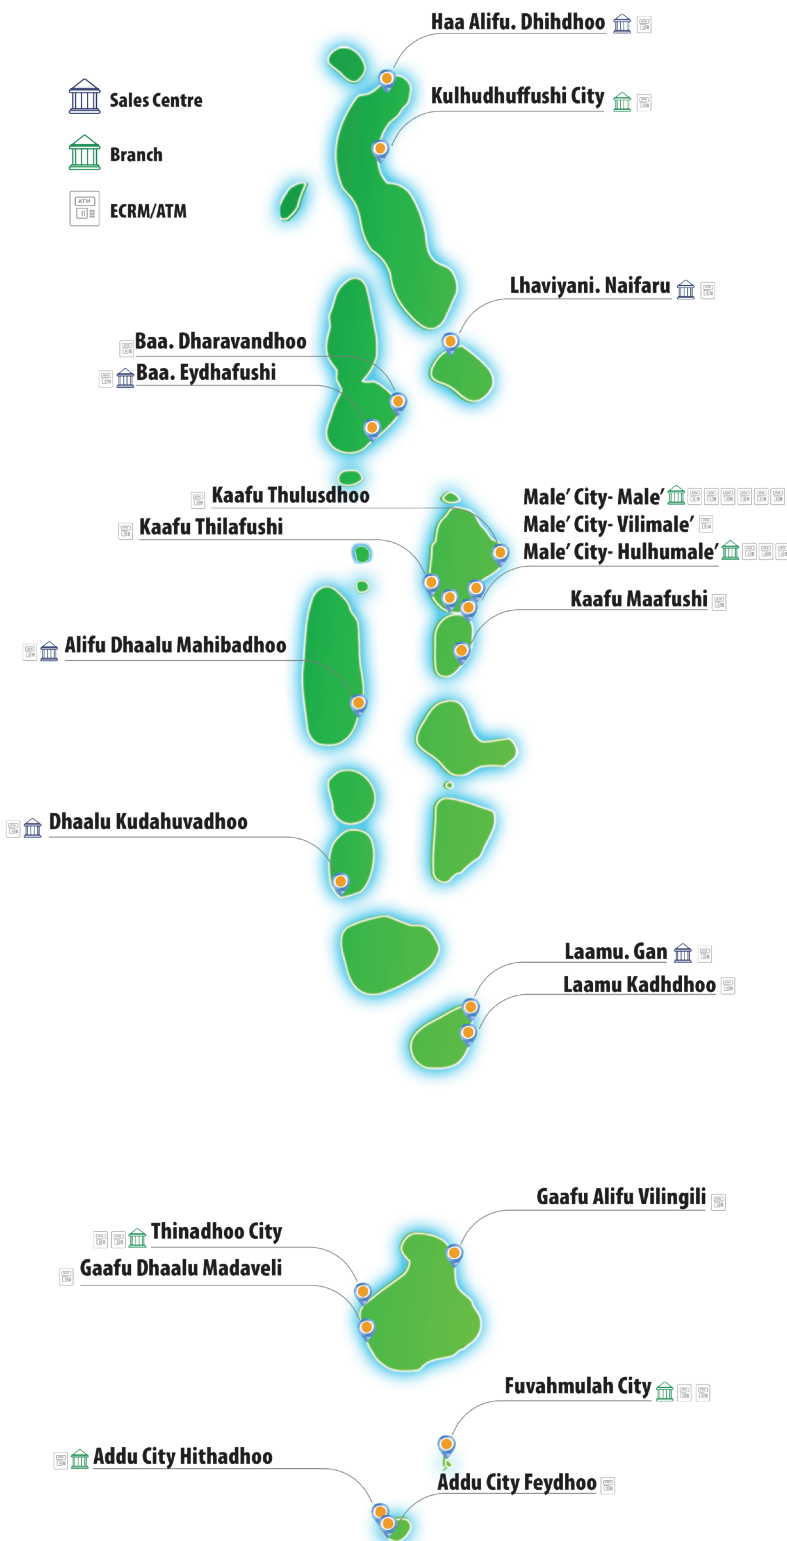 Haa Alifu. Dhihdhoo
Kulhudhuffushi City
Sales Centre
Branch
ATM
ECRM/ATM
Lhaviyani. Naifaru
Baa. Dharavandhoo
Baa. Eydhafushi
Kaafu Thulusdhoo
Kaafu Thilafushi
Male’ City- Male’
Male’ City- Vilimale’
Male’ City- Hulhumale’
Kaafu Maafushi
Alifu Dhaalu Mahibadhoo
Dhaalu Kudahuvadhoo
Laamu. Gan
Laamu Kadhdhoo
Gaafu Alifu Vilingili
Thinadhoo City
Gaafu Dhaalu Madaveli
Fuvahmulah City
Addu City Hithadhoo
Addu City Feydhoo